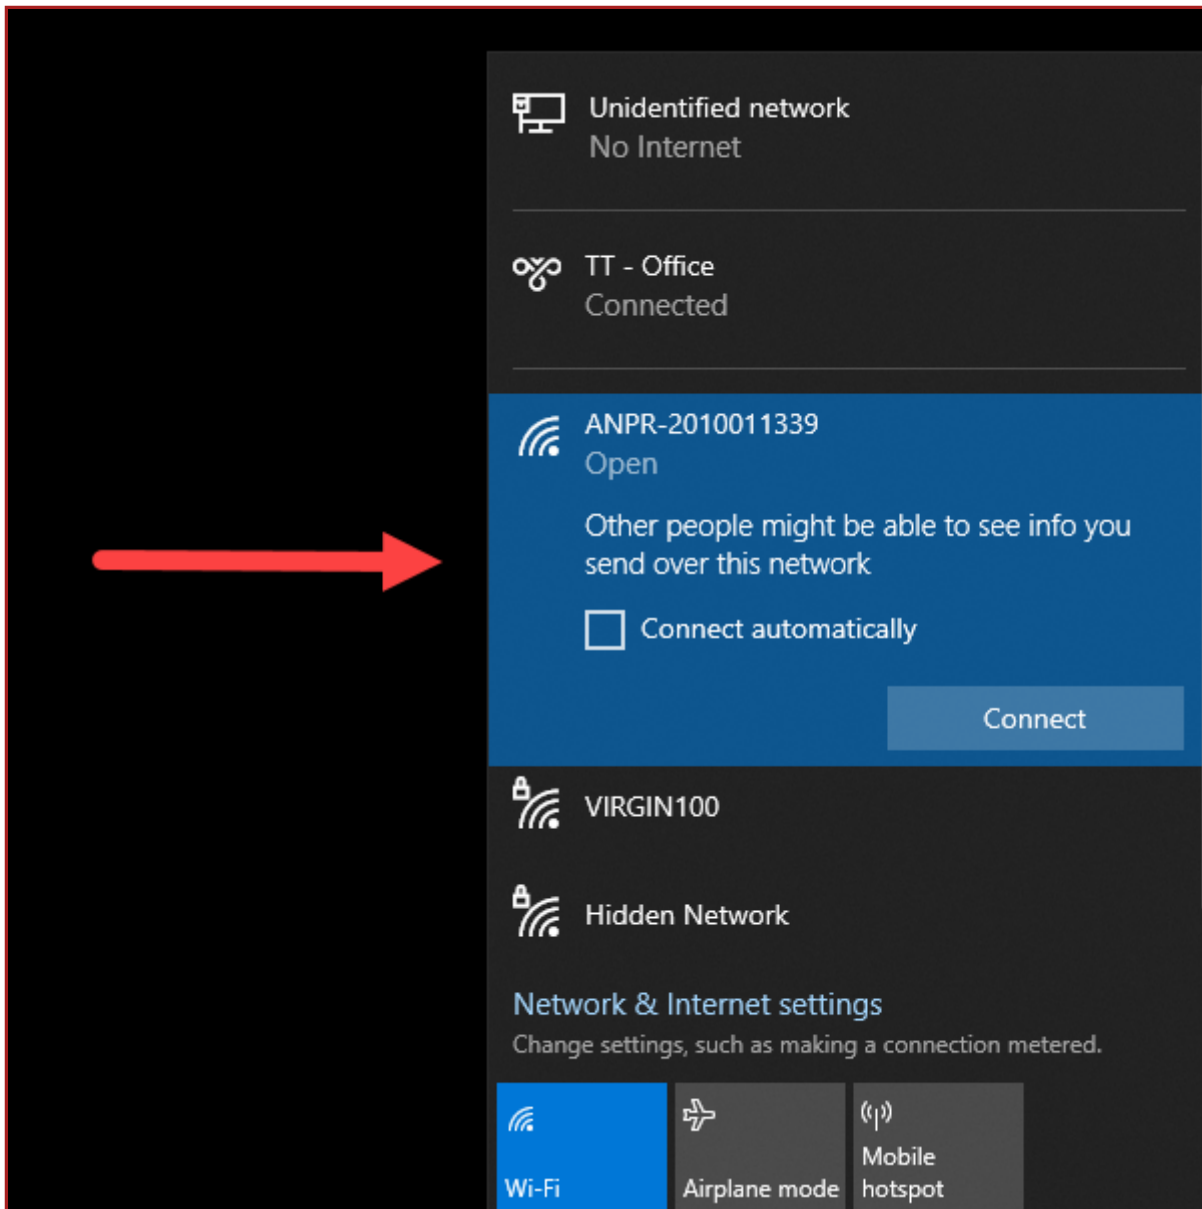 Unidentified network
No Internet
TT - Office
Connected
ANPR-2010011339
Open
Other people might be able to see info you
send over this network
Connect automatically
Connect
VIRGIN100
Hidden Network
Network & Internet settings
Change settings, such as making a connection metered.
Wi-Fi
Airplane mode
Mobile
hotspot